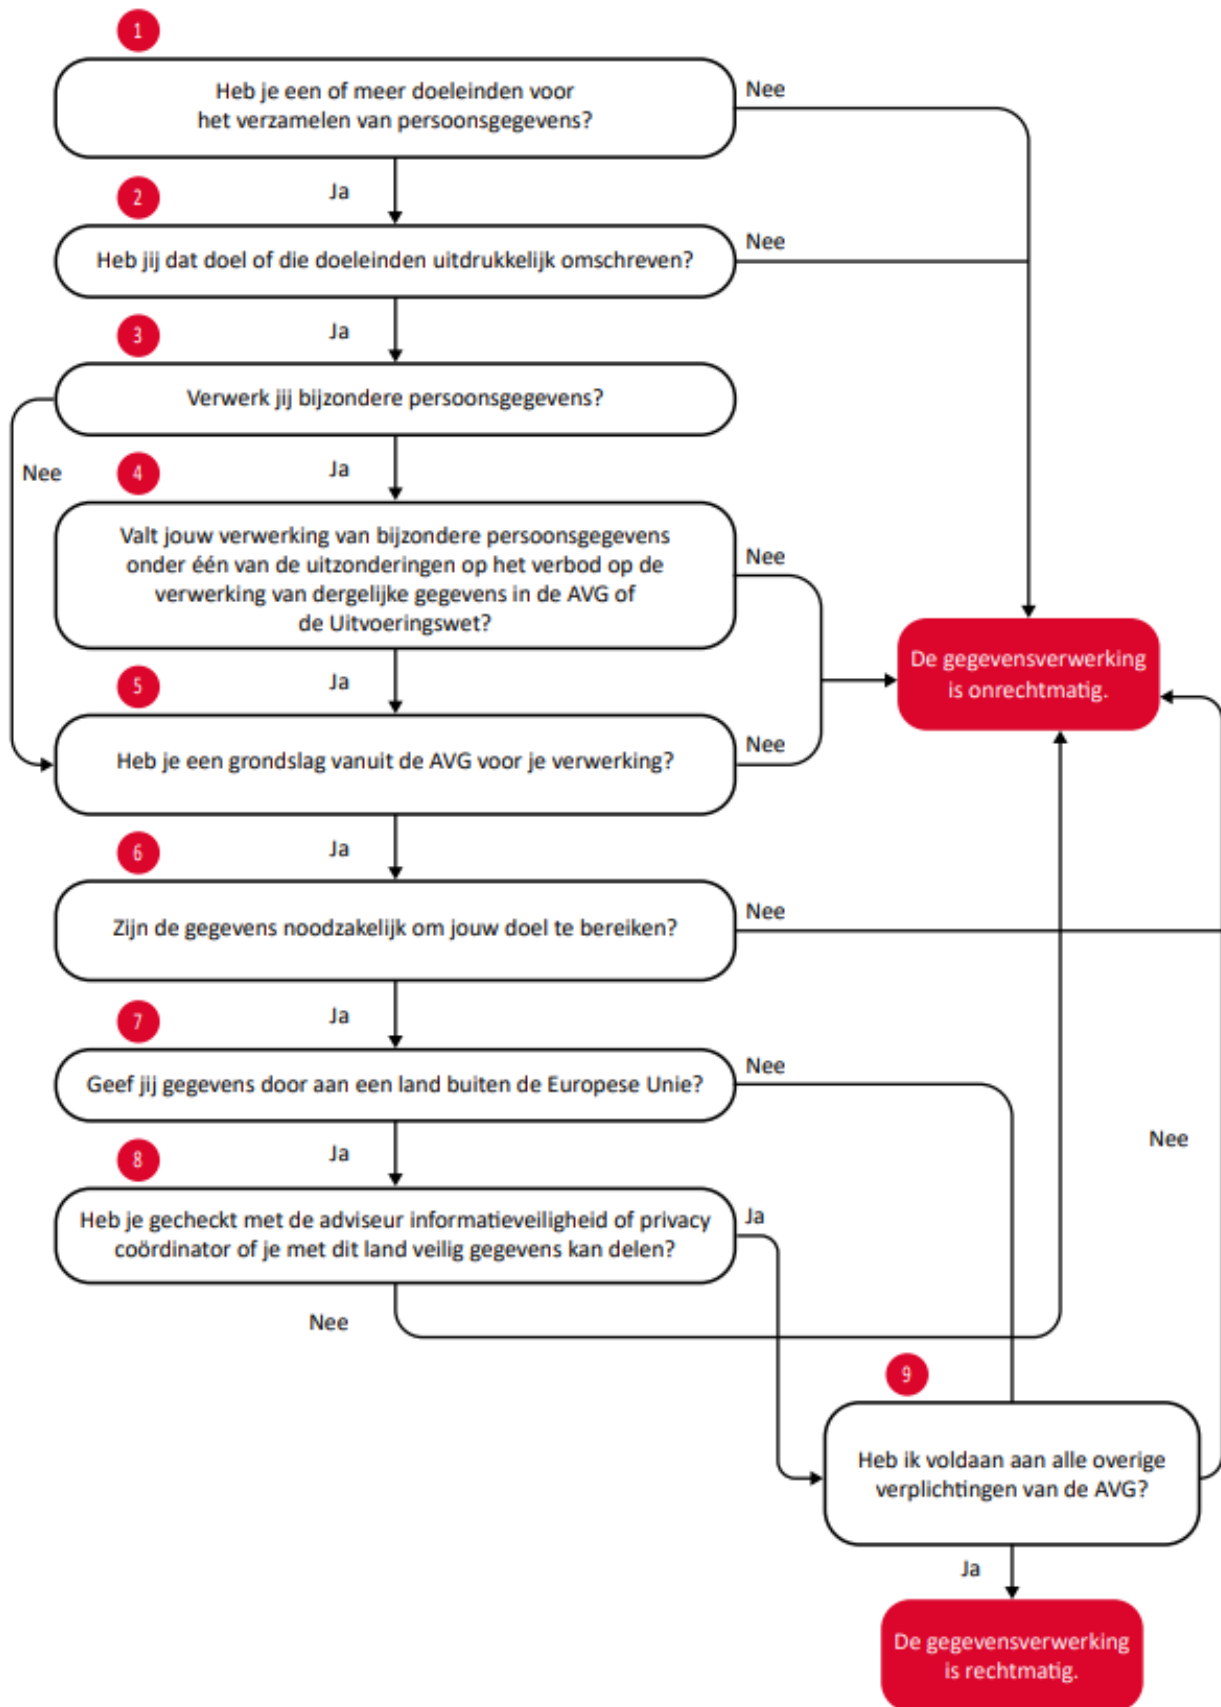 1
Heb je een of meer doeleinden voor
het verzamelen van persoonsgegevens?
Nee
Ja
2
Heb jij dat doel of die doeleinden uitdrukkelijk omschreven?
Nee
Ja
3
Verwerk jij bijzondere persoonsgegevens?
Nee
Ja
4
Valt jouw verwerking van bijzondere persoonsgegevens
onder één van de uitzonderingen op het verbod op de
verwerking van dergelijke gegevens in de AVG of
de Uitvoeringswet?
Nee
Ja
De gegevensverwerking
is onrechtmatig.
5
Heb je een grondslag vanuit de AVG voor je verwerking?
Nee
Ja
6
Zijn de gegevens noodzakelijk om jouw doel te bereiken?
Nee
Ja
7
Geef jij gegevens door aan een land buiten de Europese Unie?
Nee
Ja
Nee
8
Heb je gecheckt met de adviseur informatieveiligheid of privacy
coördinator of je met dit land veilig gegevens kan delen?
Ja
Nee
9
Heb ik voldaan aan alle overige
verplichtingen van de AVG?
Ja
De gegevensverwerking
is rechtmatig.